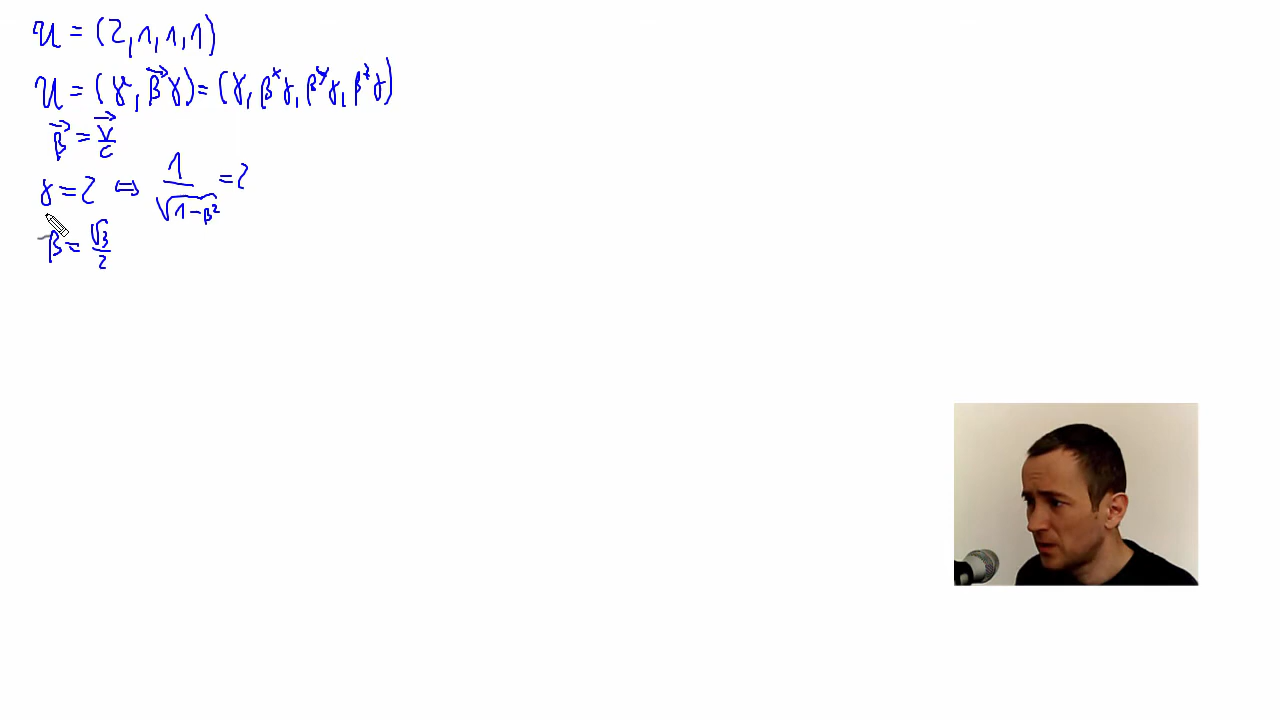 u = (2, 1, 1, 1)
u = (γ, β⃗γ) = (γ, βˣγ, βʸγ, βᶻγ)
β⃗ = v⃗/c
γ = 2 ⇔ 1/√(1-β²) = 2
β = √3/2